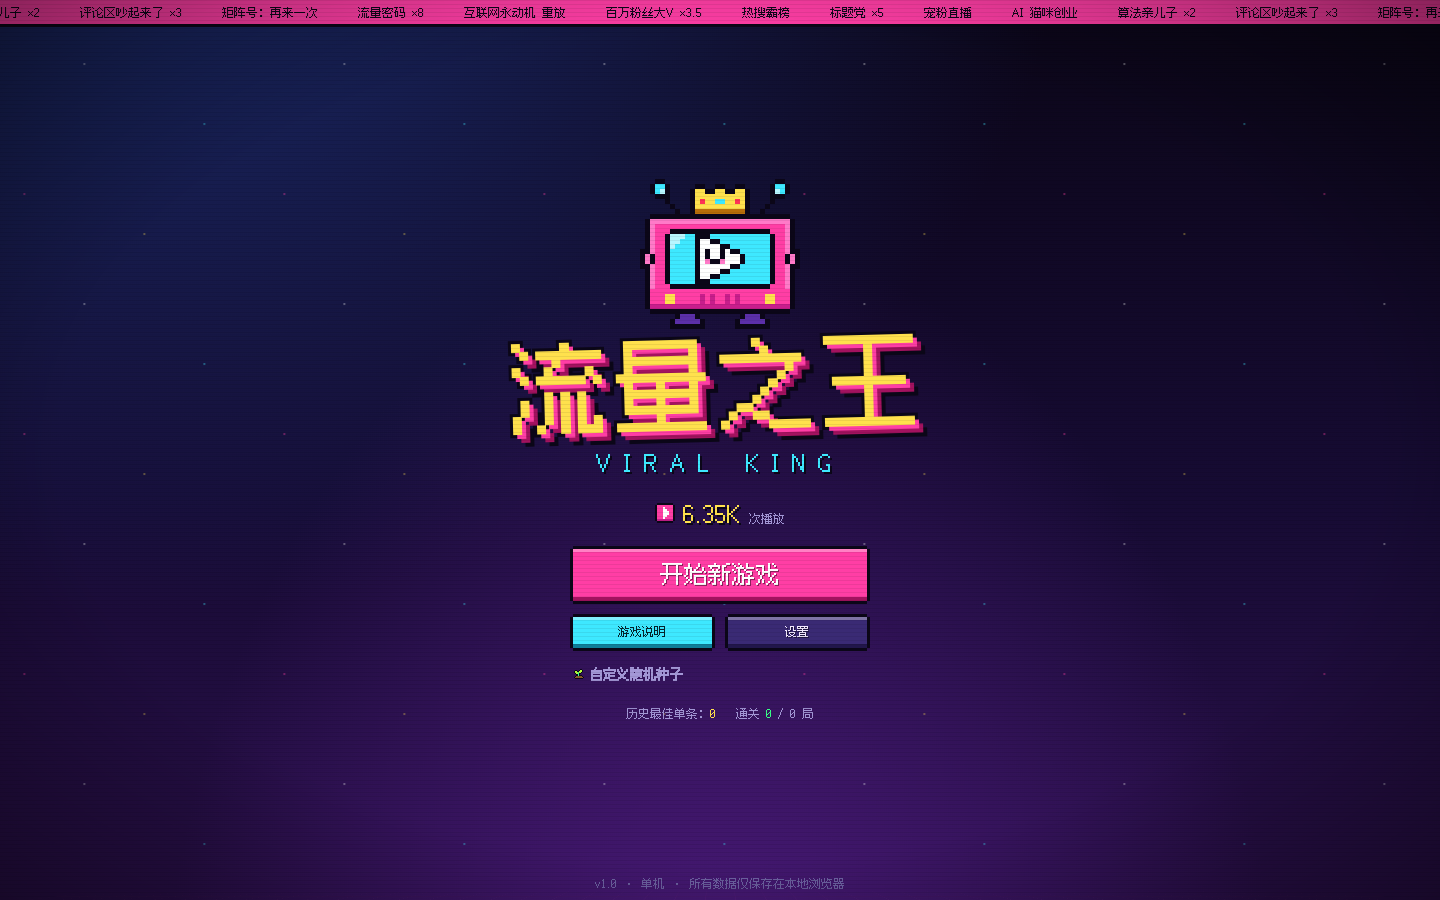 儿子 ×2 评论区吵起来了 ×3 矩阵号：再来一次 流量密码 ×8 互联网永动机 重放 百万粉丝大V ×3.5 热搜霸榜 标题党 ×5 宠粉直播 AI 猫咪创业 算法亲儿子 ×2 评论区吵起来了 ×3 矩阵号：再
流量之王
VIRAL KING
6.35K 次播放
开始新游戏
游戏说明 设置
自定义随机种子
历史最佳单条：0 通关 0 / 0 局
v1.0 · 单机 · 所有数据仅保存在本地浏览器